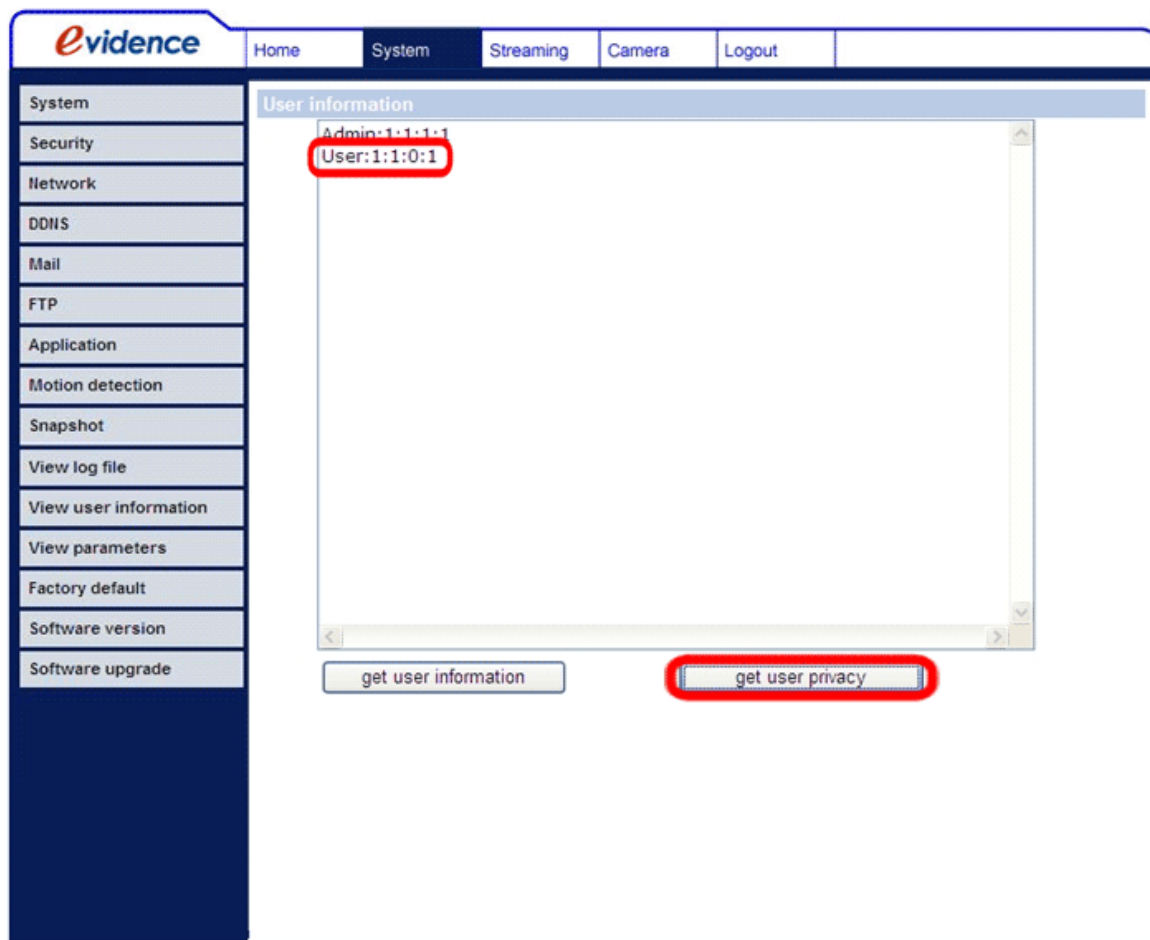 evidence
Home System Streaming Camera Logout
System
Security
Network
DDNS
Mail
FTP
Application
Motion detection
Snapshot
View log file
View user information
View parameters
Factory default
Software version
Software upgrade
User information
Admin:1:1:1:1
User:1:1:0:1
get user information
get user privacy